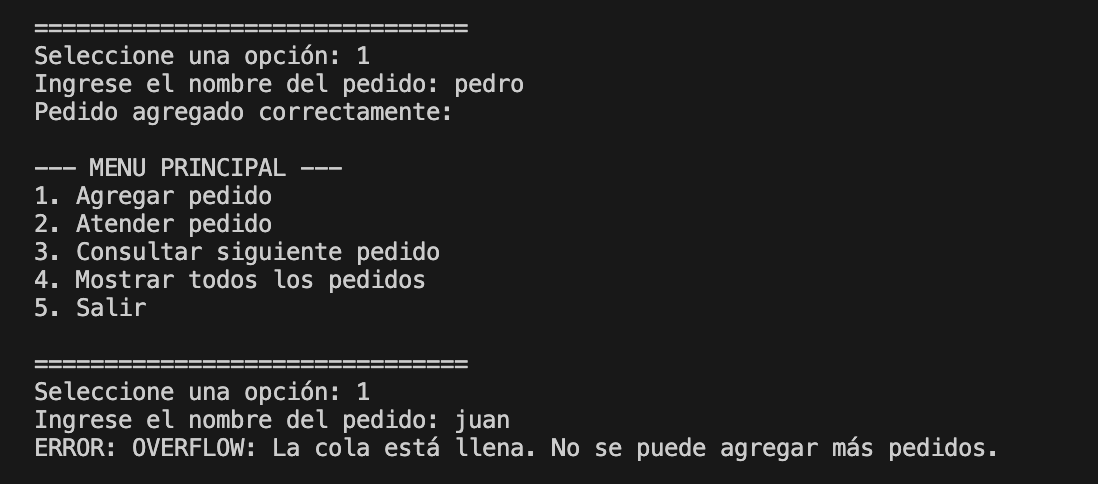 ===============================
Seleccione una opción: 1
Ingrese el nombre del pedido: pedro
Pedido agregado correctamente:
--- MENU PRINCIPAL ---
1. Agregar pedido
2. Atender pedido
3. Consultar siguiente pedido
4. Mostrar todos los pedidos
5. Salir
===============================
Seleccione una opción: 1
Ingrese el nombre del pedido: juan
ERROR: OVERFLOW: La cola está llena. No se puede agregar más pedidos.